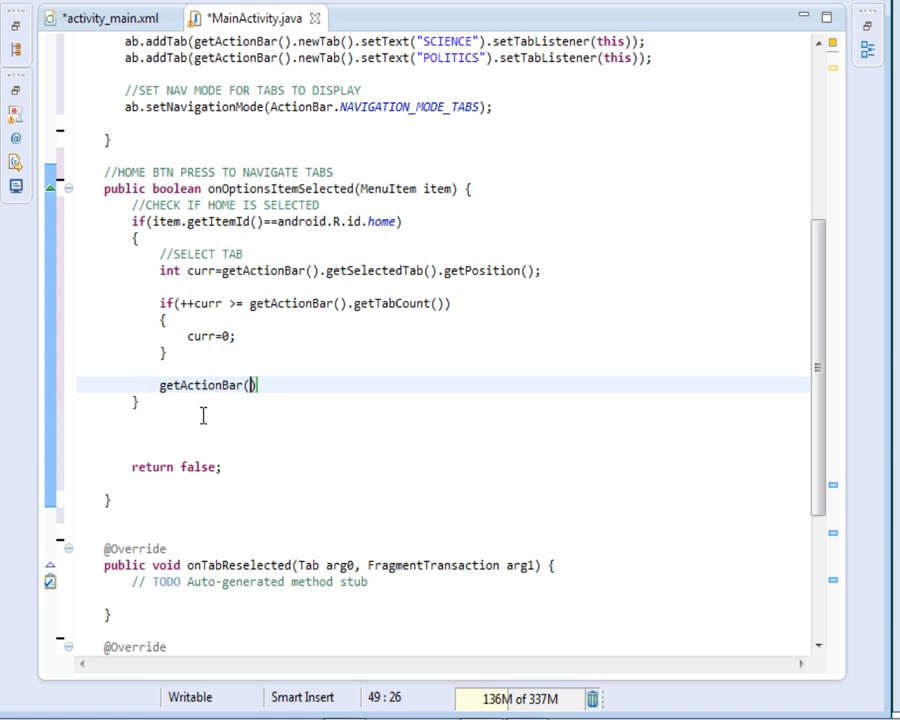 *activity_main.xml
*MainActivity.java
ab.addTab(getActionBar().newTab().setText("SCIENCE").setTabListener(this));
ab.addTab(getActionBar().newTab().setText("POLITICS").setTabListener(this));
//SET NAV MODE FOR TABS TO DISPLAY
ab.setNavigationMode(ActionBar.NAVIGATION_MODE_TABS);
}
//HOME BTN PRESS TO NAVIGATE TABS
public boolean onOptionsItemSelected(MenuItem item) {
//CHECK IF HOME IS SELECTED
if(item.getItemId()==android.R.id.home)
{
//SELECT TAB
int curr=getActionBar().getSelectedTab().getPosition();
if(++curr >= getActionBar().getTabCount())
{
curr=0;
}
getActionBar()
}
return false;
}
@Override
public void onTabReselected(Tab arg0, FragmentTransaction arg1) {
// TODO Auto-generated method stub
}
@Override
Writable
Smart Insert
49 : 26
136M of 337M